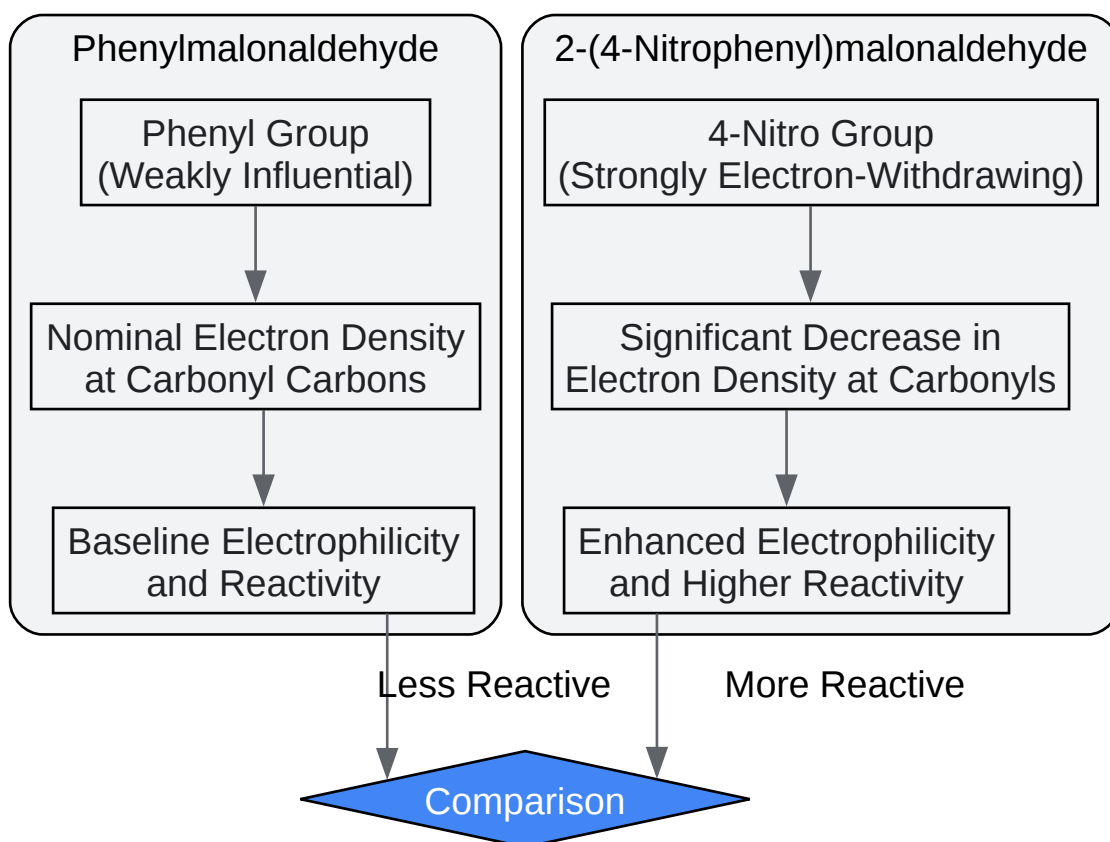 Phenylmalonaldehyde
Phenyl Group
(Weakly Influential)
Nominal Electron Density
at Carbonyl Carbons
Baseline Electrophilicity
and Reactivity
2-(4-Nitrophenyl)malonaldehyde
4-Nitro Group
(Strongly Electron-Withdrawing)
Significant Decrease in
Electron Density at Carbonyls
Enhanced Electrophilicity
and Higher Reactivity
Less Reactive
More Reactive
Comparison